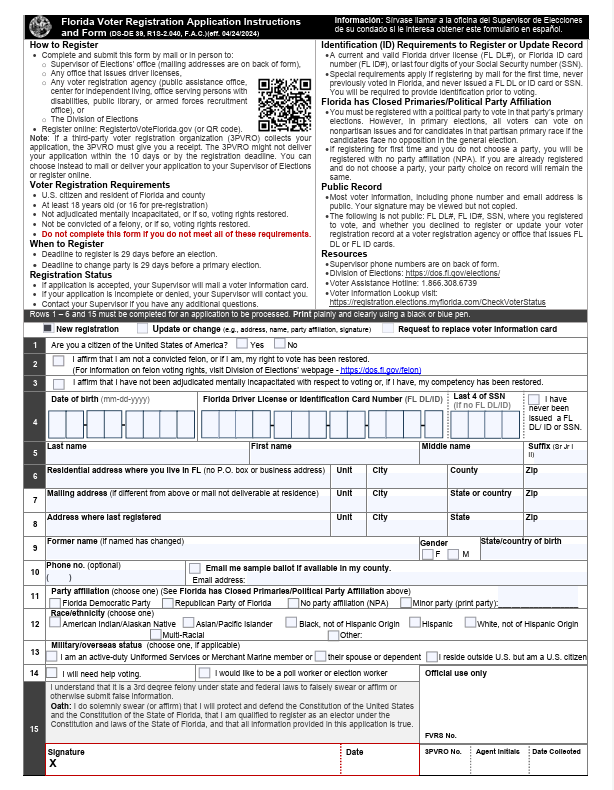 Florida Voter Registration Application Instructions
and Form (DS-DE 39, R1S-2.040, F.A.C.)(eff. 04/24/2024)
Información: Sírvase llamar a la oficina del Supervisor de Elecciones
de su condado si le interesa obtener este formulario en español.
How to Register
• Complete and submit this form by mail or in person to:
o Supervisor of Elections' office (mailing addresses are on back of form),
o Any office that issues driver licenses,
o Any voter registration agency (public assistance office,
center for independent living, office serving persons with
disabilities, public library, or armed forces recruitment
office), or
o The Division of Elections
• Register online: RegistertoVoteFlorida.gov (or QR code).
Note: If a third-party voter registration organization (3PVRO) collects your
application, the 3PVRO must give you a receipt. The 3PVRO might not deliver
your application within the 10 days or by the registration deadline. You can
choose instead to mail or deliver your application to your Supervisor of Elections
or register online.
Voter Registration Requirements
• U.S. citizen and resident of Florida and county
• At least 18 years old (or 16 for pre-registration)
• Not adjudicated mentally incapacitated, or if so, voting rights restored.
• Not be convicted of a felony, or if so, voting rights restored.
• Do not complete this form if you do not meet all of these requirements.
When to Register
• Deadline to register is 29 days before an election.
• Deadline to change party is 29 days before a primary election.
Registration Status
• If application is accepted, your Supervisor will mail a voter information card.
• If your application is incomplete or denied, your Supervisor will contact you.
• Contact your Supervisor if you have any additional questions.
Identification (ID) Requirements to Register or Update Record
• A current and valid Florida driver license (FL DL#), or Florida ID card
number (FL ID#), or last four digits of your Social Security number (SSN).
• Special requirements apply if registering by mail for the first time, never
previously voted in Florida, and never issued a FL DL or ID card or SSN.
You will be required to provide identification prior to voting.
Florida has Closed Primaries/Political Party Affiliation
• You must be registered with a political party to vote in that party's primary
elections. However, in primary elections, all voters can vote on
nonpartisan issues and for candidates in that partisan primary race if the
candidates face no opposition in the general election.
• If registering for first time and you do not choose a party, you will be
registered with no party affiliation (NPA). If you are already registered
and do not choose a party, your party choice on record will remain the
same.
Public Record
• Most voter information, including phone number and email address is
public. Your signature may be viewed but not copied.
• The following is not public: FL DL#, FL ID#, SSN, where you registered
to vote, and whether you declined to register or update your voter
registration record at a voter registration agency or office that issues FL
DL or FL ID cards.
Resources
• Supervisor phone numbers are on back of form.
• Division of Elections: https://dos.fl.gov/elections/
• Voter Assistance Hotline: 1.866.308.6739
• Voter Information Lookup visit:
https://registration.elections.myflorida.com/CheckVoterStatus
Rows 1 – 6 and 15 must be completed for an application to be processed. Print plainly and clearly using a black or blue pen.
New registration Update or change (e.g., address, name, party affiliation, signature) Request to replace voter information card
1 Are you a citizen of the United States of America? Yes No
2 I affirm that I am not a convicted felon, or if I am, my right to vote has been restored.
(For information on felon voting rights, visit Division of Elections' webpage - https://dos.fl.gov/felon)
3 I affirm that I have not been adjudicated mentally incapacitated with respect to voting or, if I have, my competency has been restored.
4 Date of birth (mm-dd-yyyy) Florida Driver License or Identification Card Number (FL DL/ID) Last 4 of SSN
(If no FL DL/ID)
I have
never been
issued a FL
DL/ ID or SSN.
5 Last name First name Middle name Suffix (Sr Jr I
II)
6 Residential address where you live in FL (no P.O. box or business address) Unit City County Zip
7 Mailing address (if different from above or mail not deliverable at residence) Unit City State or country Zip
8 Address where last registered Unit City State Zip
9 Former name (if named has changed) Gender State/country of birth
F M
10 Phone no. (optional) Email me sample ballot if available in my county.
( ) Email address:
11 Party affiliation (choose one) (See Florida has Closed Primaries/Political Party Affiliation above)
Florida Democratic Party Republican Party of Florida No party affiliation (NPA) Minor party (print party):
12 Race/ethnicity (choose one)
American Indian/Alaskan Native Asian/Pacific Islander Black, not of Hispanic Origin Hispanic White, not of Hispanic Origin
Multi-Racial Other:
13 Military/overseas status (choose one, if applicable)
I am an active-duty Uniformed Services or Merchant Marine member or their spouse or dependent I reside outside U.S. but am a U.S. citizen
14 I will need help voting. I would like to be a poll worker or election worker Official use only
15 I understand that it is a 3rd degree felony under state and federal laws to falsely swear or affirm or
otherwise submit false information.
Oath: I do solemnly swear (or affirm) that I will protect and defend the Constitution of the United States
and the Constitution of the State of Florida, that I am qualified to register as an elector under the
Constitution and laws of the State of Florida, and that all information provided in this application is true.
FVRS No.
Signature Date 3PVRO No. Agent Initials Date Collected
X